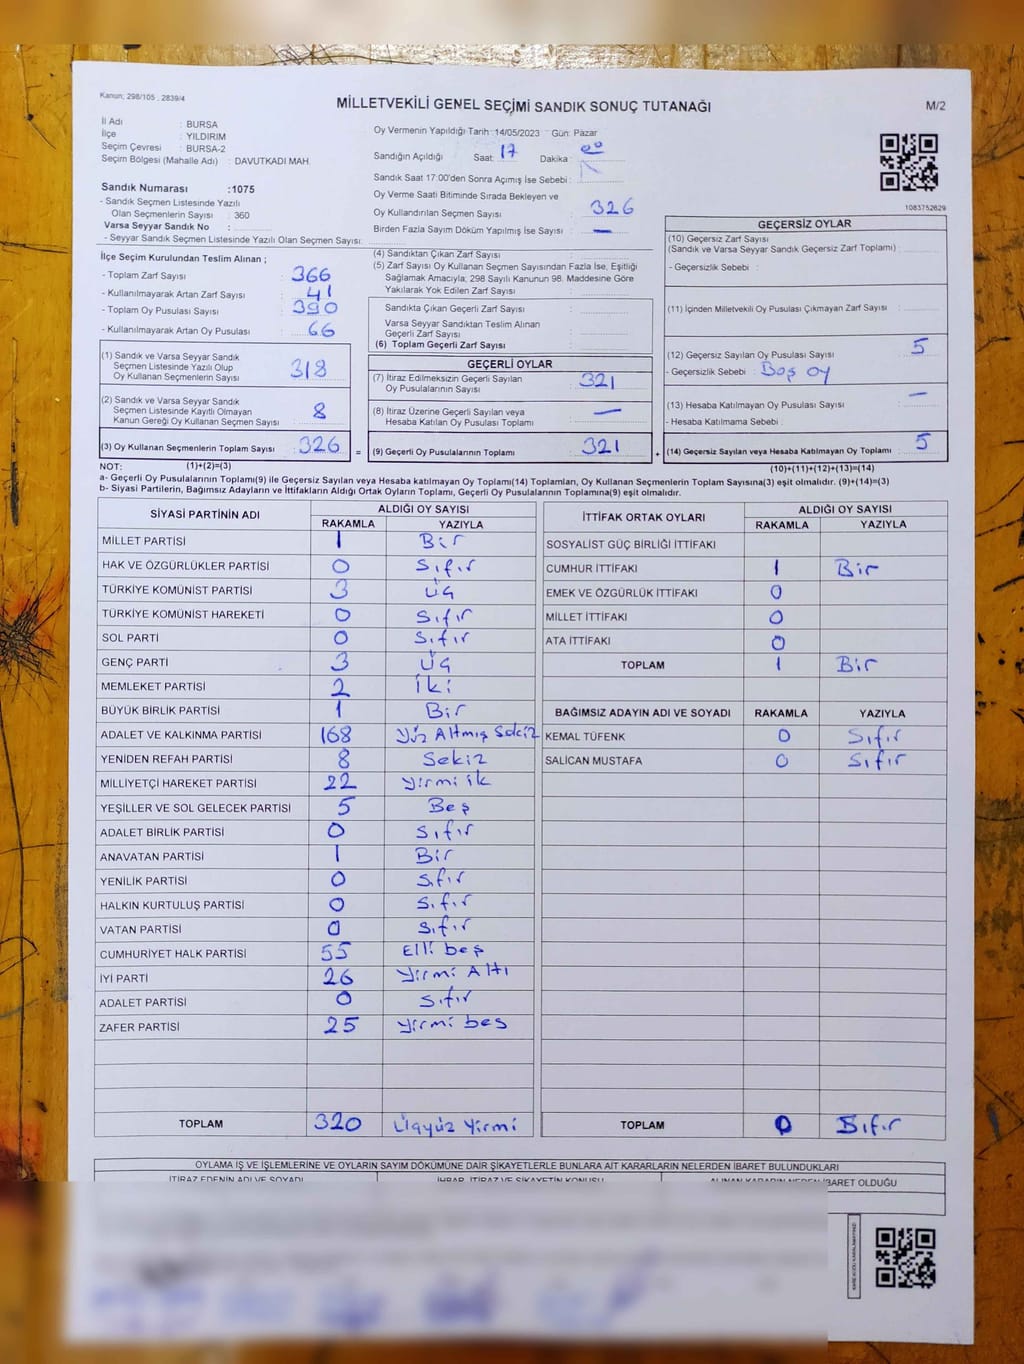 Kanun; 298/105 , 2839/4
MİLLETVEKİLİ GENEL SEÇİMİ SANDIK SONUÇ TUTANAĞI
M/2
İl Adı : BURSA
İlçe : YILDIRIM
Seçim Çevresi : BURSA-2
Seçim Bölgesi (Mahalle Adı) : DAVUTKADI MAH.
Sandık Numarası :1075
- Sandık Seçmen Listesinde Yazılı
Olan Seçmenlerin Sayısı : 360
Varsa Seyyar Sandık No :
- Seyyar Sandık Seçmen Listesinde Yazılı Olan Seçmen Sayısı:
Oy Vermenin Yapıldığı Tarih :14/05/2023 Gün: Pazar
Sandığın Açıldığı Saat: 17 Dakika : 00
Sandık Saat 17:00'den Sonra Açımış İse Sebebi :
Oy Verme Saati Bitiminde Sırada Bekleyen ve
Oy Kullandırılan Seçmen Sayısı : 326
Birden Fazla Sayım Döküm Yapılmış İse Sayısı : —
1083752629
İlçe Seçim Kurulundan Teslim Alınan ;
- Toplam Zarf Sayısı : 366
- Kullanılmayarak Artan Zarf Sayısı : 41
- Toplam Oy Pusulası Sayısı : 390
- Kullanılmayarak Artan Oy Pusulası : 66
(1) Sandık ve Varsa Seyyar Sandık
Seçmen Listesinde Yazılı Olup
Oy Kullanan Seçmenlerin Sayısı : 318
(2) Sandık ve Varsa Seyyar Sandık
Seçmen Listesinde Kayıtlı Olmayan
Kanun Gereği Oy Kullanan Seçmen Sayısı : 8
(3) Oy Kullanan Seçmenlerin Toplam Sayısı : 326 =
(4) Sandıktan Çıkan Zarf Sayısı :
(5) Zarf Sayısı Oy Kullanan Seçmen Sayısından Fazla İse, Eşitliği
Sağlamak Amacıyla; 298 Sayılı Kanunun 98. Maddesine Göre
Yakılarak Yok Edilen Zarf Sayısı :
Sandıkta Çıkan Geçerli Zarf Sayısı :
Varsa Seyyar Sandıktan Teslim Alınan
Geçerli Zarf Sayısı :
(6) Toplam Geçerli Zarf Sayısı :
GEÇERLİ OYLAR
(7) İtiraz Edilmeksizin Geçerli Sayılan
Oy Pusulalarının Sayısı : 321
(8) İtiraz Üzerine Geçerli Sayılan veya
Hesaba Katılan Oy Pusulası Toplamı : —
(9) Geçerli Oy Pusulalarının Toplamı : 321 +
GEÇERSİZ OYLAR
(10) Geçersiz Zarf Sayısı
(Sandık ve Varsa Seyyar Sandık Geçersiz Zarf Toplamı) :
- Geçersizlik Sebebi :
(11) İçinden Milletvekili Oy Pusulası Çıkmayan Zarf Sayısı :
(12) Geçersiz Sayılan Oy Pusulası Sayısı : 5
- Geçersizlik Sebebi : Boş oy
(13) Hesaba Katılmayan Oy Pusulası Sayısı : —
- Hesaba Katılmama Sebebi :
(14) Geçersiz Sayılan veya Hesaba Katılmayan Oy Toplamı : 5
NOT: (1)+(2)=(3)
(10)+(11)+(12)+(13)=(14)
a- Geçerli Oy Pusulalarının Toplamı(9) ile Geçersiz Sayılan veya Hesaba katılmayan Oy Toplamı(14) Toplamları, Oy Kullanan Seçmenlerin Toplam Sayısına(3) eşit olmalıdır. (9)+(14)=(3)
b- Siyasi Partilerin, Bağımsız Adayların ve İttifakların Aldığı Ortak Oyların Toplamı, Geçerli Oy Pusulalarının Toplamına(9) eşit olmalıdır.
SİYASİ PARTİNİN ADI ALDIĞI OY SAYISI
RAKAMLA YAZIYLA
MİLLET PARTİSİ 1 Bir
HAK VE ÖZGÜRLÜKLER PARTİSİ 0 Sıfır
TÜRKİYE KOMÜNİST PARTİSİ 3 Üç
TÜRKİYE KOMÜNİST HAREKETİ 0 Sıfır
SOL PARTİ 0 Sıfır
GENÇ PARTİ 3 Üç
MEMLEKET PARTİSİ 2 İki
BÜYÜK BİRLİK PARTİSİ 1 Bir
ADALET VE KALKINMA PARTİSİ 168 Yüz Altmış Sekiz
YENİDEN REFAH PARTİSİ 8 Sekiz
MİLLİYETÇİ HAREKET PARTİSİ 22 Yirmi ik
YEŞİLLER VE SOL GELECEK PARTİSİ 5 Beş
ADALET BİRLİK PARTİSİ 0 Sıfır
ANAVATAN PARTİSİ 1 Bir
YENİLİK PARTİSİ 0 Sıfır
HALKIN KURTULUŞ PARTİSİ 0 Sıfır
VATAN PARTİSİ 0 Sıfır
CUMHURİYET HALK PARTİSİ 55 Elli beş
İYİ PARTİ 26 Yirmi Altı
ADALET PARTİSİ 0 Sıfır
ZAFER PARTİSİ 25 Yirmi beş
TOPLAM 320 Üçyüz Yirmi
İTTİFAK ORTAK OYLARI ALDIĞI OY SAYISI
RAKAMLA YAZIYLA
SOSYALİST GÜÇ BİRLİĞİ İTTİFAKI
CUMHUR İTTİFAKI 1 Bir
EMEK VE ÖZGÜRLÜK İTTİFAKI 0
MİLLET İTTİFAKI 0
ATA İTTİFAKI 0
TOPLAM 1 Bir
BAĞIMSIZ ADAYIN ADI VE SOYADI RAKAMLA YAZIYLA
KEMAL TÜFENK 0 Sıfır
SALİCAN MUSTAFA 0 Sıfır
TOPLAM 0 Sıfır
OYLAMA İŞ VE İŞLEMLERİNE VE OYLARIN SAYIM DÖKÜMÜNE DAİR ŞİKAYETLERLE BUNLARA AİT KARARLARIN NELERDEN İBARET BULUNDUKLARI
İTİRAZ EDENİN ADI VE SOYADI İHBAR, İTİRAZ VE ŞİKAYETİN KONUSU ALINAN KARARIN NEDEN İBARET OLDUĞU